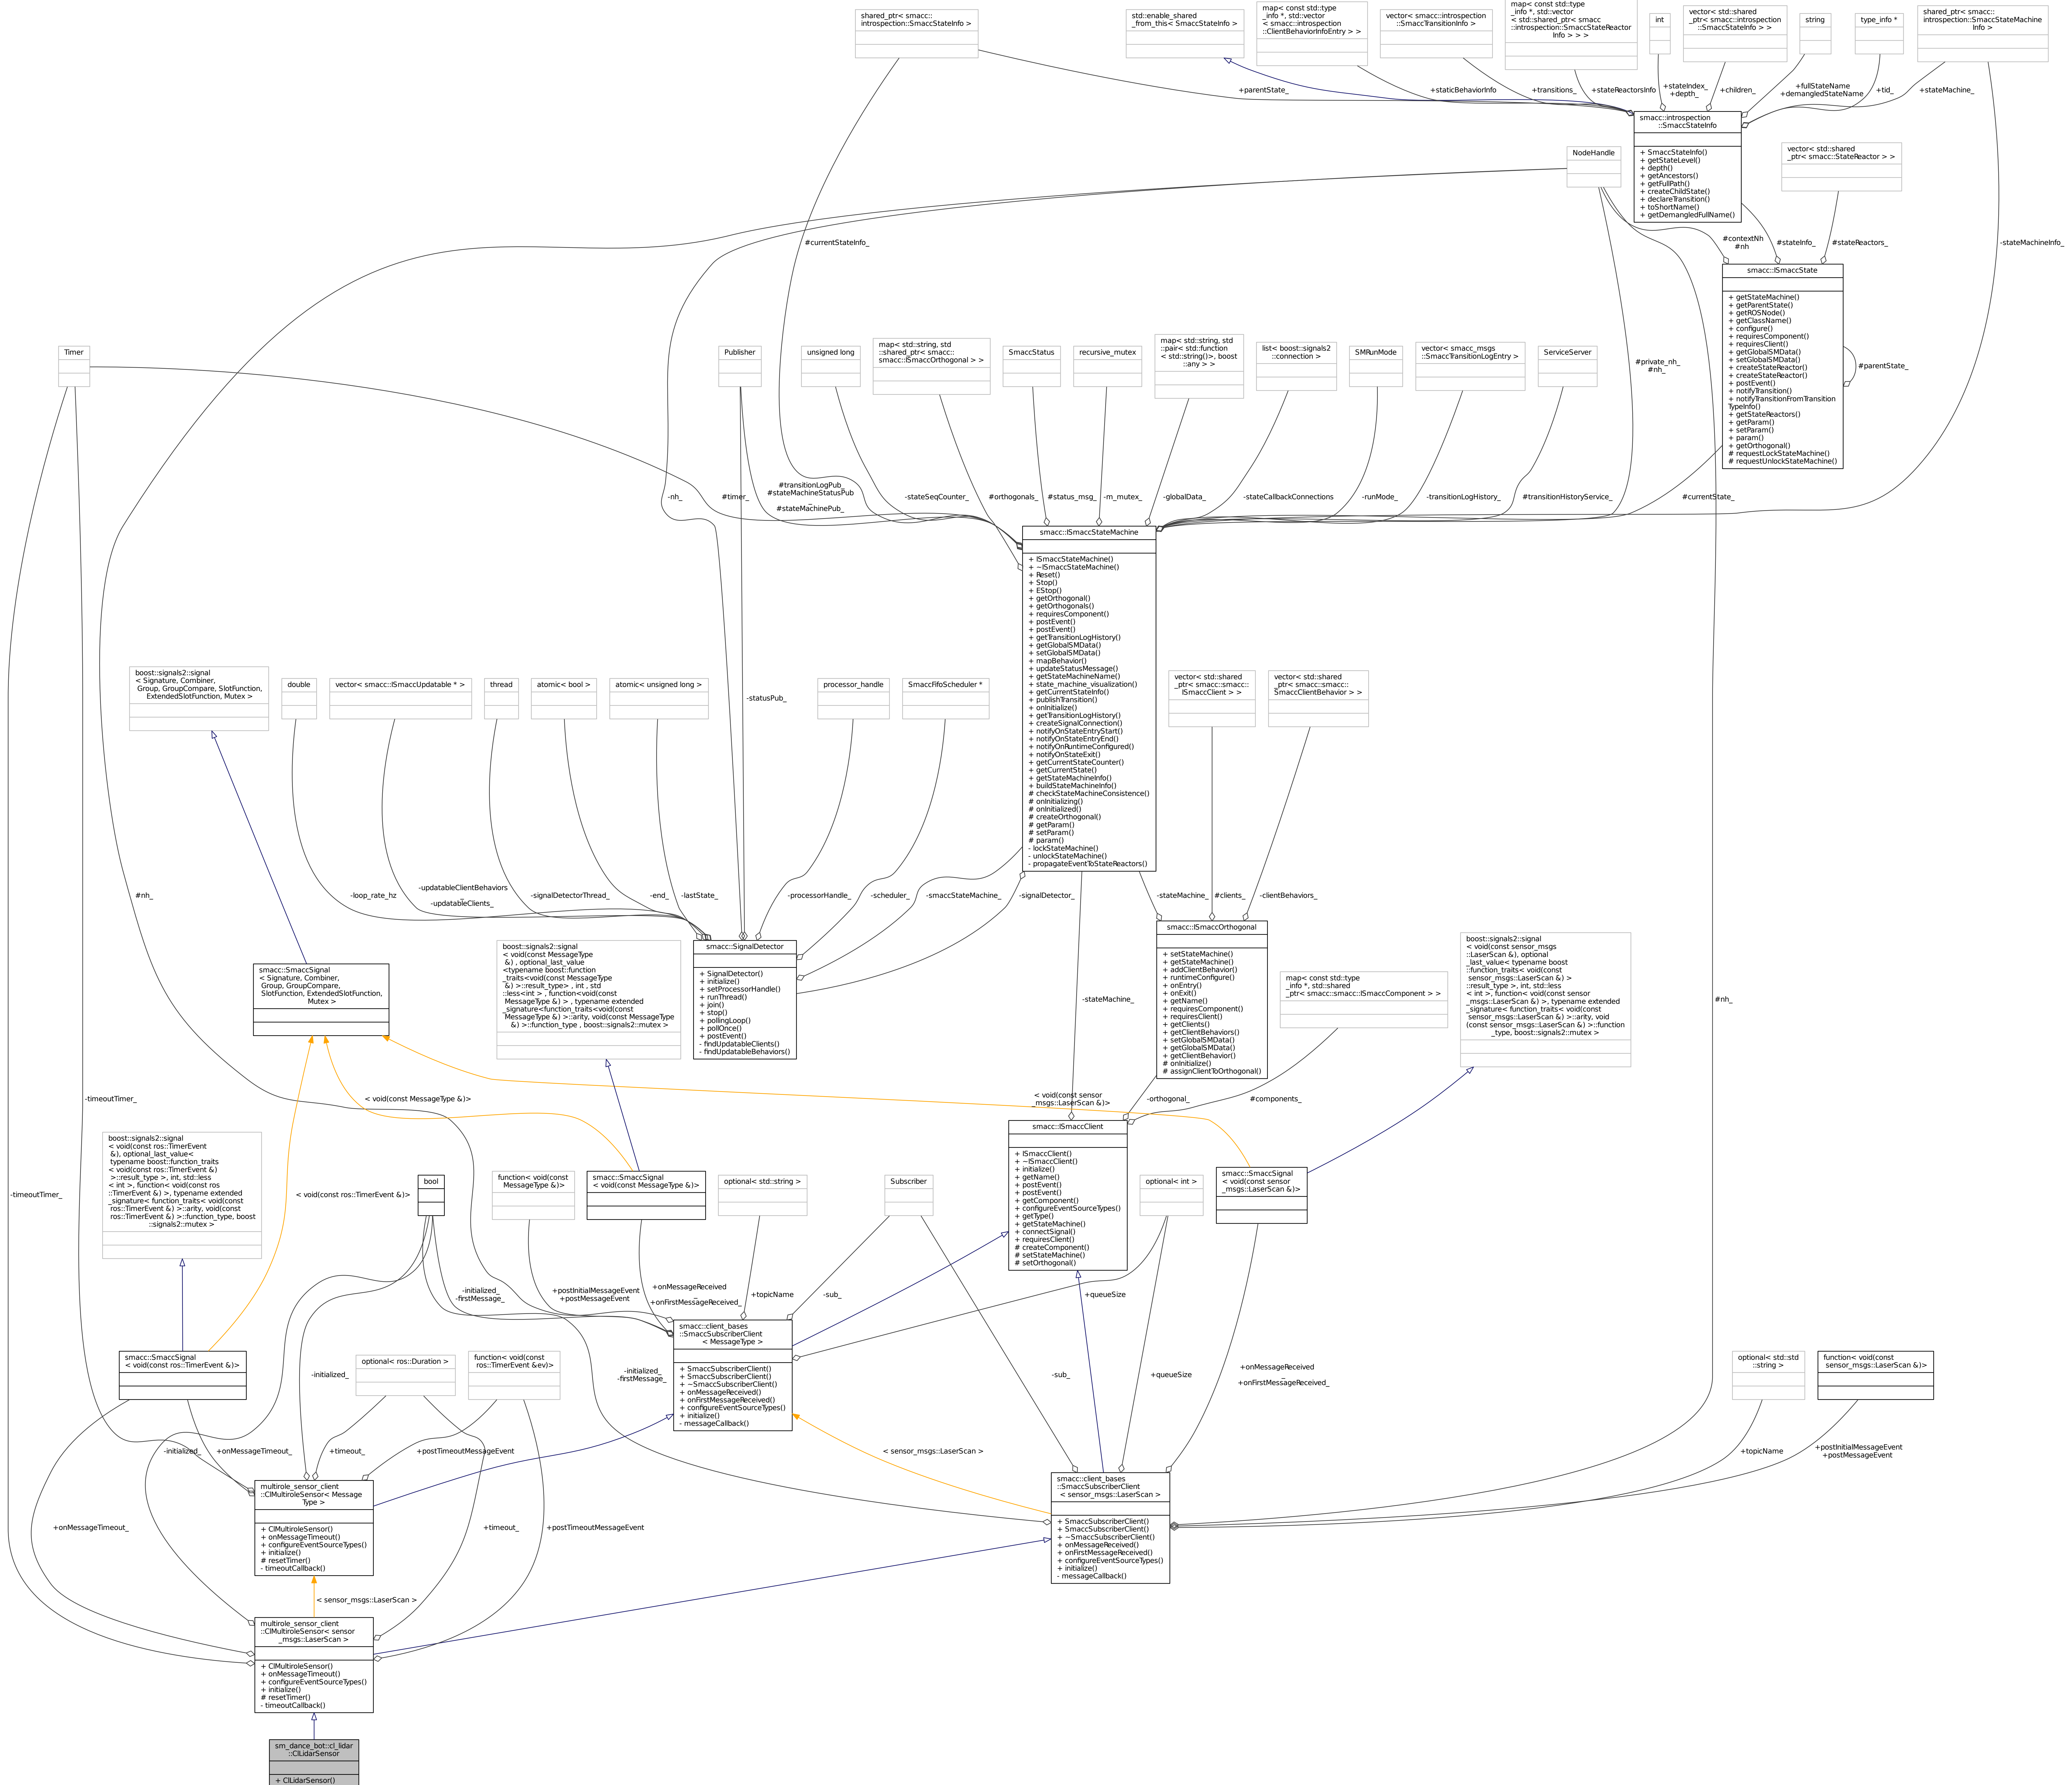 shared_ptr< smacc::
introspection::SmaccStateInfo >
std::enable_shared
_from_this< SmaccStateInfo >
map< const std::type
_info *, std::vector
< smacc::introspection
::ClientBehaviorInfoEntry > >
vector< smacc::introspection
::SmaccTransitionInfo >
map< const std::type
_info *, std::vector
< std::shared_ptr< smacc
::introspection::SmaccStateReactor
Info > > >
int
vector< std::shared
_ptr< smacc::introspection
::SmaccStateInfo > >
string
type_info *
shared_ptr< smacc::
introspection::SmaccStateMachine
Info >
+parentState_
+staticBehaviorInfo
+transitions_
+stateReactorsInfo
+stateIndex_
+depth_
+children_
+fullStateName
+demangledStateName
+tid_
+stateMachine_
smacc::introspection
::SmaccStateInfo
+ SmaccStateInfo()
+ getStateLevel()
+ depth()
+ getAncestors()
+ getFullPath()
+ createChildState()
+ declareTransition()
+ toShortName()
+ getDemangledFullName()
NodeHandle
vector< std::shared
_ptr< smacc::StateReactor > >
#currentStateInfo_
#contextNh
#nh
#stateInfo_
#stateReactors_
-stateMachineInfo_
smacc::ISmaccState
+ getStateMachine()
+ getParentState()
+ getROSNode()
+ getClassName()
+ configure()
+ requiresComponent()
+ requiresClient()
+ getGlobalSMData()
+ setGlobalSMData()
+ createStateReactor()
+ createStateReactor()
+ postEvent()
+ notifyTransition()
+ notifyTransitionFromTransition
TypeInfo()
+ getStateReactors()
+ getParam()
+ setParam()
+ param()
+ getOrthogonal()
# requestLockStateMachine()
# requestUnlockStateMachine()
#parentState_
Timer
Publisher
unsigned long
map< std::string, std
::shared_ptr< smacc::
smacc::ISmaccOrthogonal > >
SmaccStatus
recursive_mutex
map< std::string, std
::pair< std::function
< std::string()>, boost
::any > >
list< boost::signals2
::connection >
SMRunMode
vector< smacc_msgs
::SmaccTransitionLogEntry >
ServiceServer
#private_nh_
#nh_
-nh_
#timer_
#transitionLogPub_
#stateMachineStatusPub
_
#stateMachinePub_
-stateSeqCounter_
#orthogonals_
#status_msg_
-m_mutex_
-globalData_
-stateCallbackConnections
-runMode_
-transitionLogHistory_
#transitionHistoryService_
#currentState_
smacc::ISmaccStateMachine
+ ISmaccStateMachine()
+ ~ISmaccStateMachine()
+ Reset()
+ Stop()
+ EStop()
+ getOrthogonal()
+ getOrthogonals()
+ requiresComponent()
+ postEvent()
+ postEvent()
+ getTransitionLogHistory()
+ getGlobalSMData()
+ setGlobalSMData()
+ mapBehavior()
+ updateStatusMessage()
+ getStateMachineName()
+ state_machine_visualization()
+ getCurrentStateInfo()
+ publishTransition()
+ onInitialize()
+ getTransitionLogHistory()
+ createSignalConnection()
+ notifyOnStateEntryStart()
+ notifyOnStateEntryEnd()
+ notifyOnRuntimeConfigured()
+ notifyOnStateExit()
+ getCurrentStateCounter()
+ getCurrentState()
+ getStateMachineInfo()
+ buildStateMachineInfo()
# checkStateMachineConsistence()
# onInitializing()
# onInitialized()
# createOrthogonal()
# getParam()
# setParam()
# param()
- lockStateMachine()
- unlockStateMachine()
- propagateEventToStateReactors()
boost::signals2::signal
< Signature, Combiner,
Group, GroupCompare, SlotFunction,
ExtendedSlotFunction, Mutex >
double
vector< smacc::ISmaccUpdatable * >
thread
atomic< bool >
atomic< unsigned long >
-statusPub_
processor_handle
SmaccFifoScheduler *
vector< std::shared
_ptr< smacc::smacc::
ISmaccClient > >
vector< std::shared
_ptr< smacc::smacc::
SmaccClientBehavior > >
#nh_
-loop_rate_hz
-updatableClientBehaviors
_
-updatableClients_
-signalDetectorThread_
-end_
-lastState_
-processorHandle_
-scheduler_
-smaccStateMachine_
-signalDetector_
-stateMachine_
#clients_
-clientBehaviors_
smacc::SmaccSignal
< Signature, Combiner,
Group, GroupCompare,
SlotFunction, ExtendedSlotFunction,
Mutex >
boost::signals2::signal
< void(const MessageType
&) , optional_last_value
<typename boost::function
_traits<void(const MessageType
&) >::result_type> , int , std
::less<int > , function<void(const
MessageType &) > , typename extended
_signature<function_traits<void(const
MessageType &) >::arity, void(const MessageType
&) >::function_type , boost::signals2::mutex >
smacc::SignalDetector
+ SignalDetector()
+ initialize()
+ setProcessorHandle()
+ runThread()
+ join()
+ stop()
+ pollingLoop()
+ pollOnce()
+ postEvent()
- findUpdatableClients()
- findUpdatableBehaviors()
-stateMachine_
smacc::ISmaccOrthogonal
+ setStateMachine()
+ getStateMachine()
+ addClientBehavior()
+ runtimeConfigure()
+ onEntry()
+ onExit()
+ getName()
+ requiresComponent()
+ requiresClient()
+ getClients()
+ getClientBehaviors()
+ setGlobalSMData()
+ getGlobalSMData()
+ getClientBehavior()
# onInitialize()
# assignClientToOrthogonal()
map< const std::type
_info *, std::shared
_ptr< smacc::smacc::ISmaccComponent > >
boost::signals2::signal
< void(const sensor_msgs
::LaserScan &), optional
_last_value< typename boost
::function_traits< void(const
sensor_msgs::LaserScan &) >
::result_type >, int, std::less
< int >, function< void(const sensor
_msgs::LaserScan &) >, typename extended
_signature< function_traits< void(const
sensor_msgs::LaserScan &) >::arity, void
(const sensor_msgs::LaserScan &) >::function
_type, boost::signals2::mutex >
#nh_
-timeoutTimer_
< void(const MessageType &)>
< void(const sensor
_msgs::LaserScan &)>
-orthogonal_
#components_
boost::signals2::signal
< void(const ros::TimerEvent
&), optional_last_value<
typename boost::function_traits
< void(const ros::TimerEvent &)
>::result_type >, int, std::less
< int >, function< void(const ros
::TimerEvent &) >, typename extended
_signature< function_traits< void(const
ros::TimerEvent &) >::arity, void(const
ros::TimerEvent &) >::function_type, boost
::signals2::mutex >
-timeoutTimer_
< void(const ros::TimerEvent &)>
bool
function< void(const
MessageType &)>
smacc::SmaccSignal
< void(const MessageType &)>
optional< std::string >
Subscriber
smacc::ISmaccClient
+ ISmaccClient()
+ ~ISmaccClient()
+ initialize()
+ getName()
+ postEvent()
+ postEvent()
+ getComponent()
+ configureEventSourceTypes()
+ getType()
+ getStateMachine()
+ connectSignal()
+ requiresClient()
# createComponent()
# setStateMachine()
# setOrthogonal()
optional< int >
smacc::SmaccSignal
< void(const sensor
_msgs::LaserScan &)>
-initialized_
-firstMessage_
+postInitialMessageEvent
+postMessageEvent
+onMessageReceived
_
+onFirstMessageReceived_
+topicName
-sub_
+queueSize
smacc::client_bases
::SmaccSubscriberClient
< MessageType >
+ SmaccSubscriberClient()
+ SmaccSubscriberClient()
+ ~SmaccSubscriberClient()
+ onMessageReceived()
+ onFirstMessageReceived()
+ configureEventSourceTypes()
+ initialize()
- messageCallback()
smacc::SmaccSignal
< void(const ros::TimerEvent &)>
-initialized_
optional< ros::Duration >
function< void(const
ros::TimerEvent &ev)>
-initialized_
-firstMessage_
-sub_
+queueSize
+onMessageReceived
_
+onFirstMessageReceived_
optional< std::std
::string >
function< void(const
sensor_msgs::LaserScan &)>
-initialized_
+onMessageTimeout_
+timeout_
+postTimeoutMessageEvent
< sensor_msgs::LaserScan >
+topicName
+postInitialMessageEvent
+postMessageEvent
multirole_sensor_client
::ClMultiroleSensor< Message
Type >
+ ClMultiroleSensor()
+ onMessageTimeout()
+ configureEventSourceTypes()
+ initialize()
# resetTimer()
- timeoutCallback()
smacc::client_bases
::SmaccSubscriberClient
< sensor_msgs::LaserScan >
+ SmaccSubscriberClient()
+ SmaccSubscriberClient()
+ ~SmaccSubscriberClient()
+ onMessageReceived()
+ onFirstMessageReceived()
+ configureEventSourceTypes()
+ initialize()
- messageCallback()
+onMessageTimeout_
+timeout_
+postTimeoutMessageEvent
< sensor_msgs::LaserScan >
multirole_sensor_client
::ClMultiroleSensor< sensor
_msgs::LaserScan >
+ ClMultiroleSensor()
+ onMessageTimeout()
+ configureEventSourceTypes()
+ initialize()
# resetTimer()
- timeoutCallback()
sm_dance_bot::cl_lidar
::ClLidarSensor
+ ClLidarSensor()